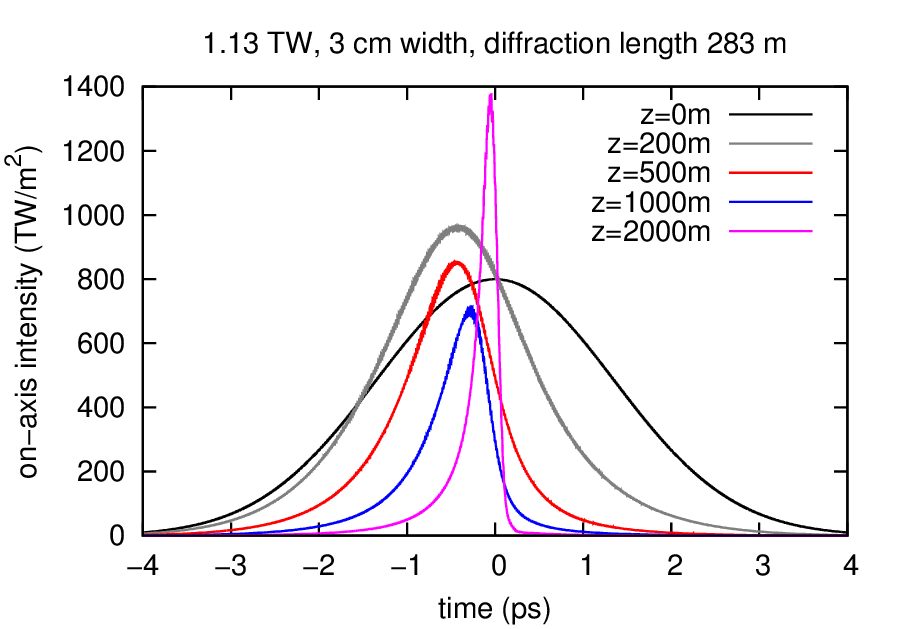 1.13 TW, 3 cm width, diffraction length 283 m
on−axis intensity (TW/m²)
1400
1200
1000
800
600
400
200
0
z=0m
z=200m
z=500m
z=1000m
z=2000m
−4 −3 −2 −1 0 1 2 3 4
time (ps)